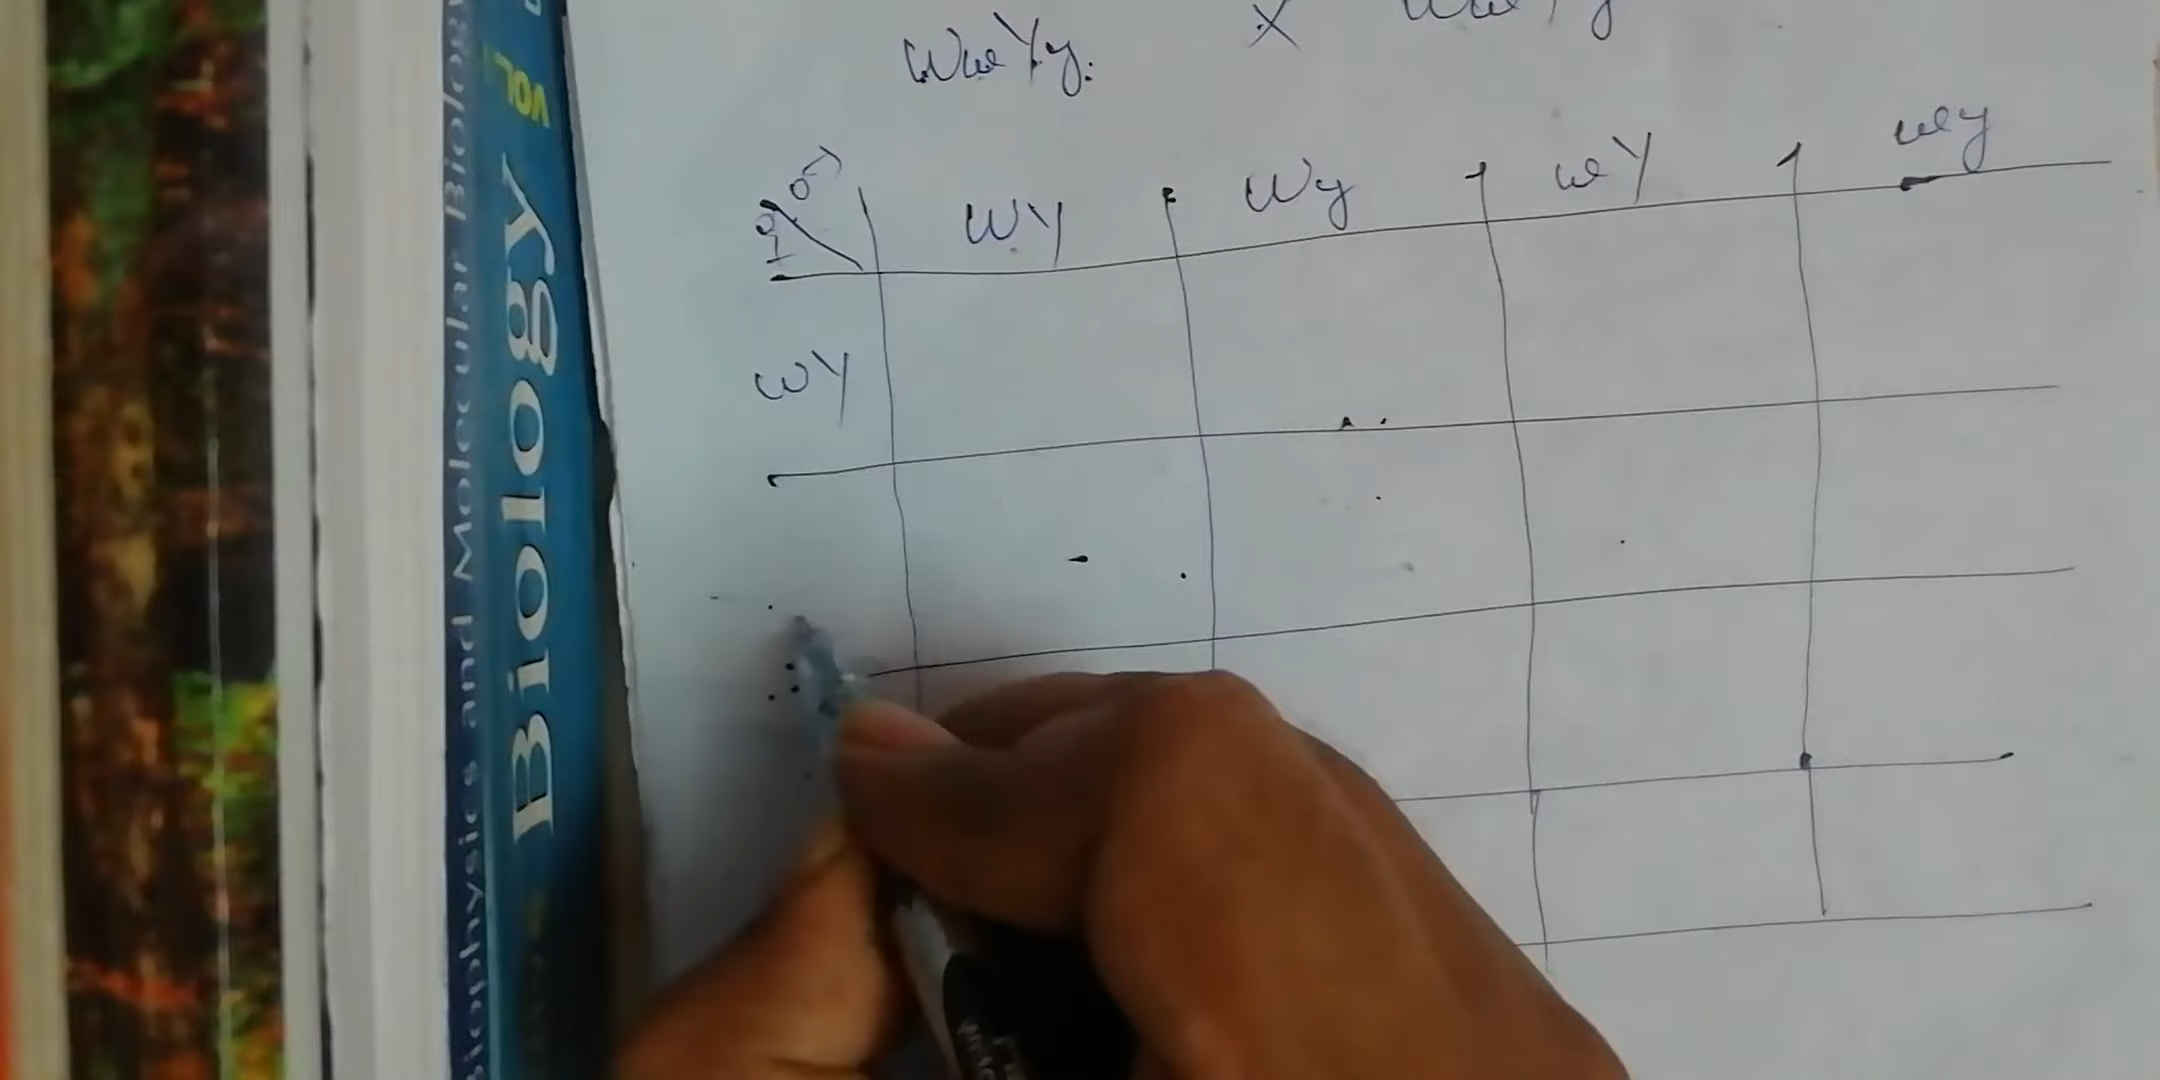 WwYy. X WwYy
♀ ♂ WY Wy wY wy
WY
Biology VOL
Biophysics and Molecular Biology